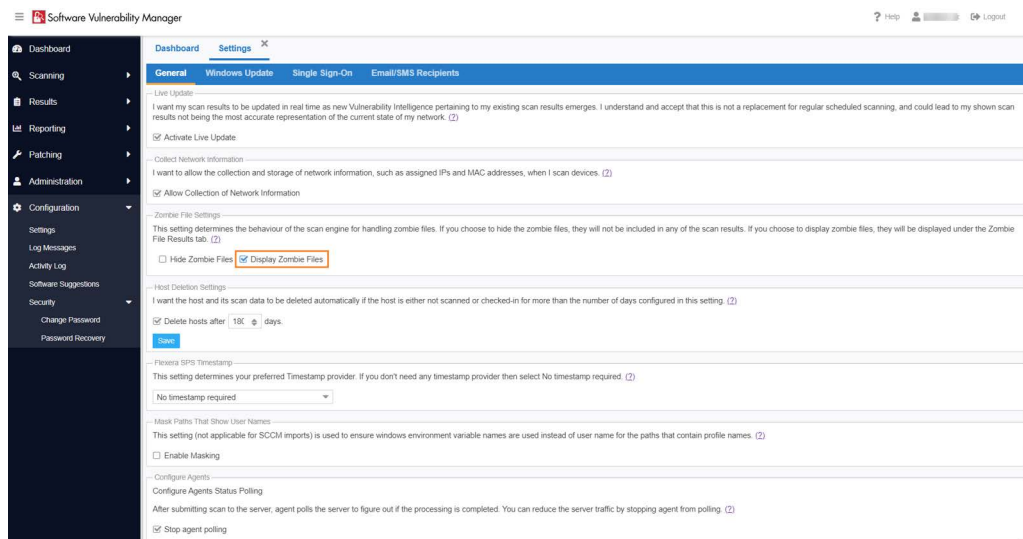 Software Vulnerability Manager
? Help
Logout
Dashboard
Scanning
Results
Reporting
Patching
Administration
Configuration
Settings
Log Messages
Activity Log
Software Suggestions
Security
Change Password
Password Recovery
Dashboard
Settings
General
Windows Update
Single Sign-On
Email/SMS Recipients
Live Update
I want my scan results to be updated in real time as new Vulnerability Intelligence pertaining to my existing scan results emerges. I understand and accept that this is not a replacement for regular scheduled scanning, and could lead to my shown scan
results not being the most accurate representation of the current state of my network. (?)
Activate Live Update
Collect Network Information
I want to allow the collection and storage of network information, such as assigned IPs and MAC addresses, when I scan devices. (?)
Allow Collection of Network Information
Zombie File Settings
This setting determines the behaviour of the scan engine for handling zombie files. If you choose to hide the zombie files, they will not be included in any of the scan results. If you choose to display zombie files, they will be displayed under the Zombie
File Results tab. (?)
Hide Zombie Files Display Zombie Files
Host Deletion Settings
I want the host and its scan data to be deleted automatically if the host is either not scanned or checked-in for more than the number of days configured in this setting. (?)
Delete hosts after 180 days.
Save
Flexera SPS Timestamp
This setting determines your preferred Timestamp provider. If you don't need any timestamp provider then select No timestamp required. (?)
No timestamp required
Mask Paths That Show User Names
This setting (not applicable for SCCM imports) is used to ensure windows environment variable names are used instead of user name for the paths that contain profile names. (?)
Enable Masking
Configure Agents
Configure Agents Status Polling
After submitting scan to the server, agent polls the server to figure out if the processing is completed. You can reduce the server traffic by stopping agent from polling. (?)
Stop agent polling